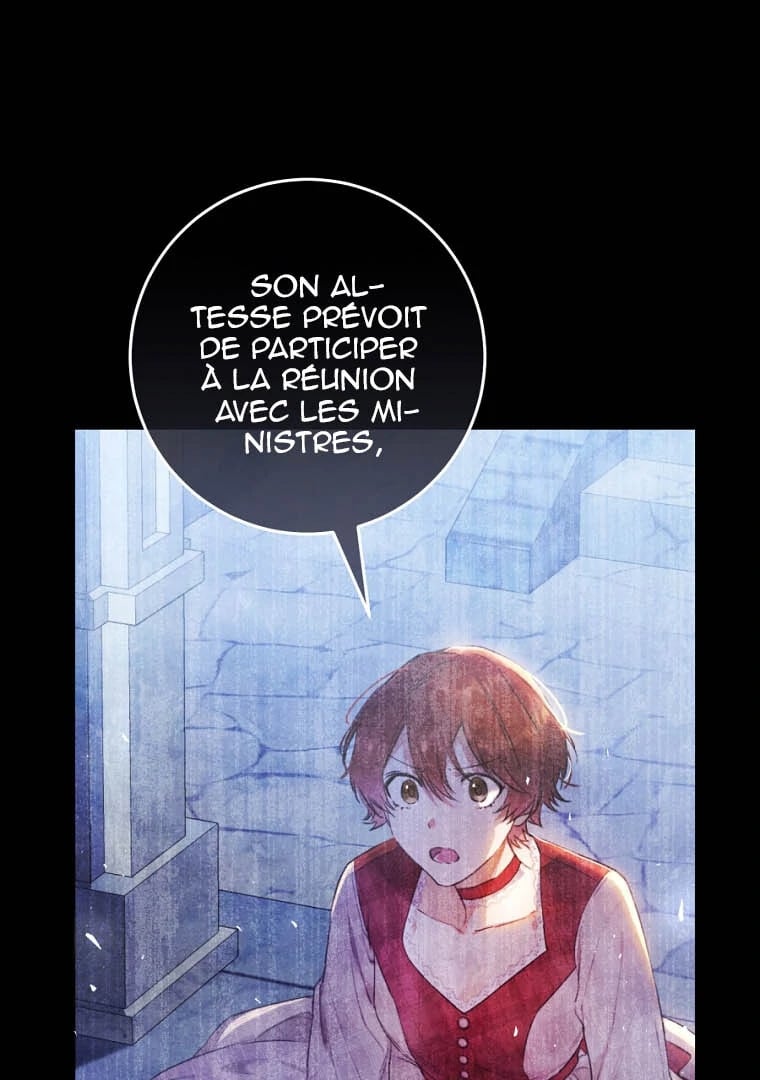 SON AL-
TESSE PRÉVOIT
DE PARTICIPER
À LA RÉUNION
AVEC LES MI-
NISTRES,